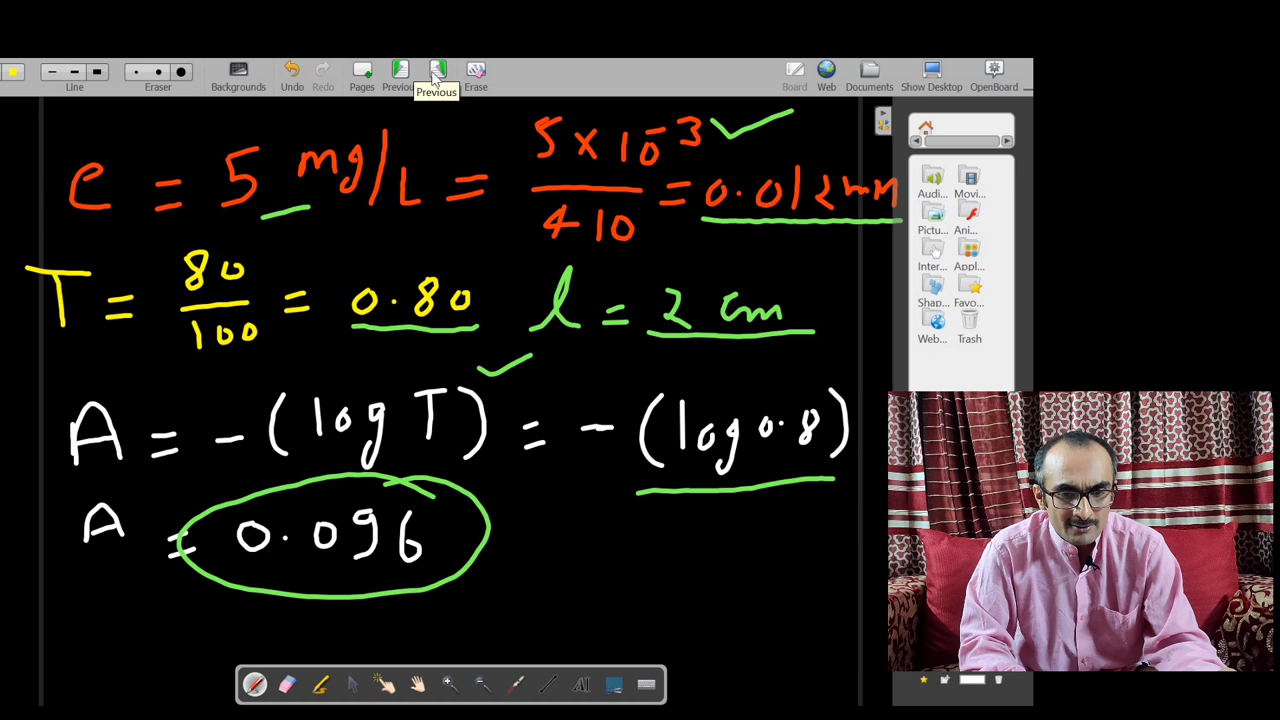 Line
Eraser
Backgrounds
Undo
Redo
Pages
Previou
Previous
Erase
Board
Web
Documents
Show Desktop
OpenBoard
c = 5 mg/L = 5 × 10⁻³ / 410 = 0.012 mM
T = 80 / 100 = 0.80
l = 2 cm
A = - (log T) = - (log 0.8)
A = 0.096
Audi...
Movi...
Pictu...
Ani...
Inter...
Appl...
Shap...
Favo...
Web...
Trash